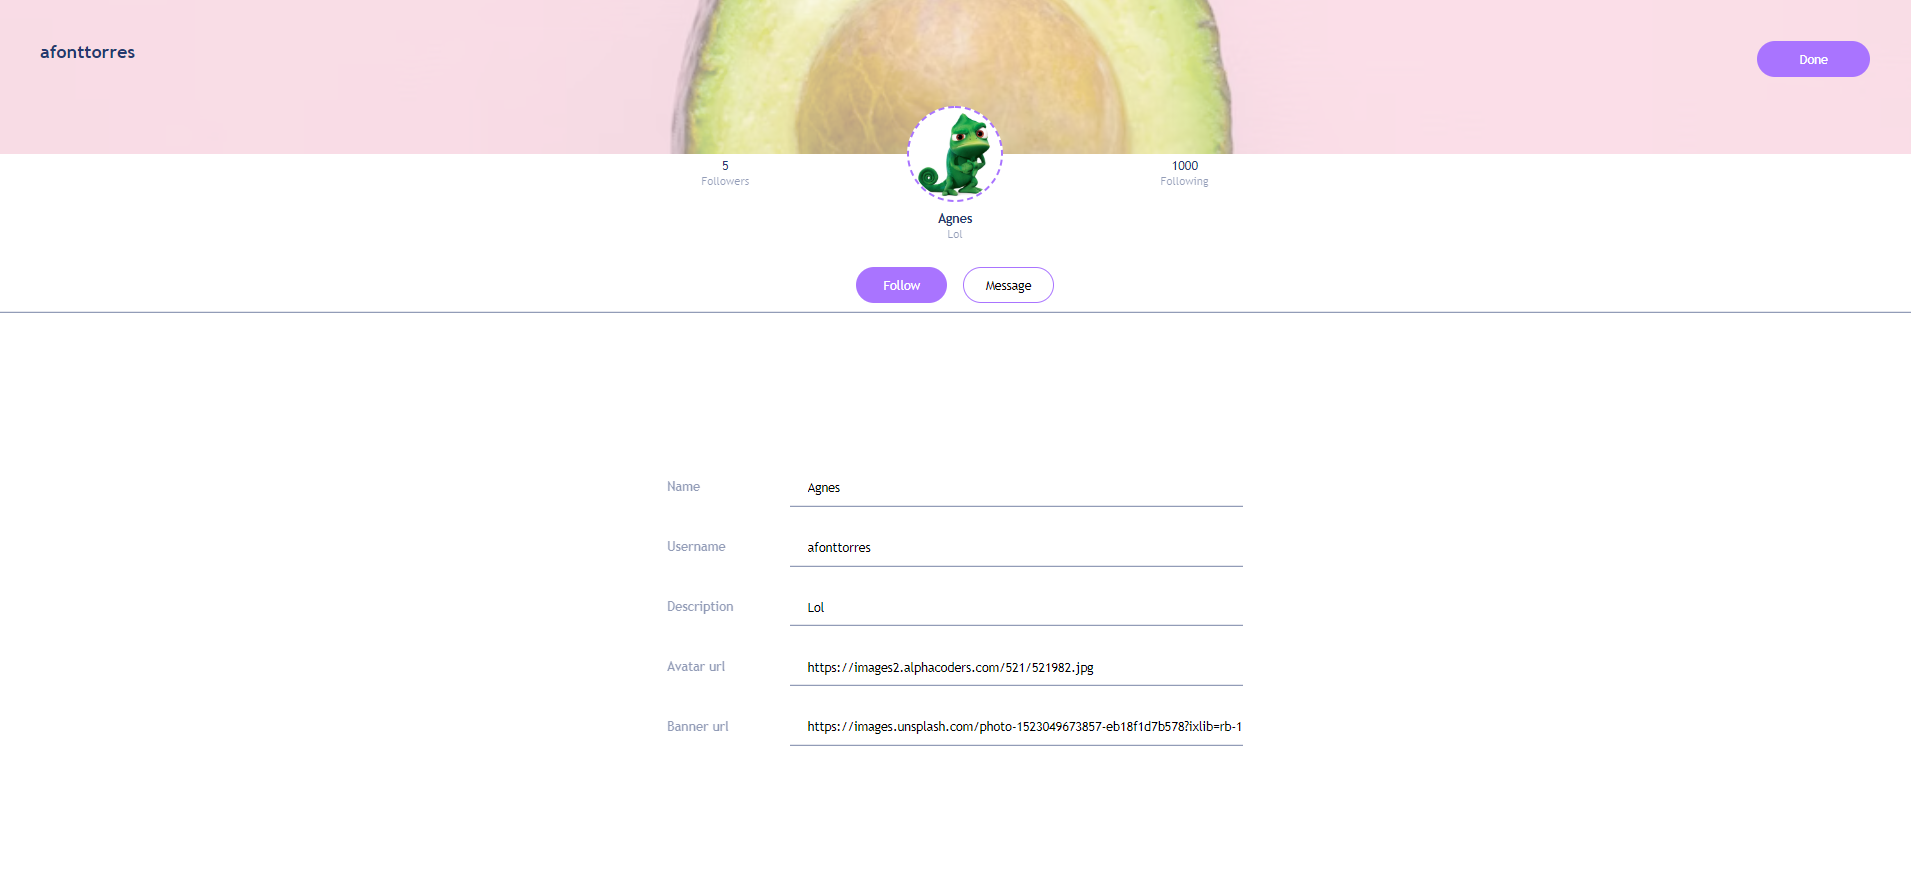 afonttorres
Done
5
Followers
1000
Following
Agnes
Lol
Follow
Message
Name
Agnes
Username
afonttorres
Description
Lol
Avatar url
https://images2.alphacoders.com/521/521982.jpg
Banner url
https://images.unsplash.com/photo-1523049673857-eb18f1d7b578?ixlib=rb-1